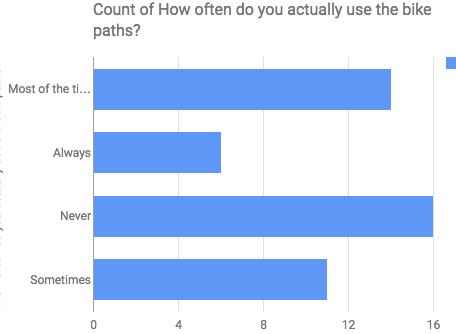 Count of How often do you actually use the bike
paths?
Most of the ti...
Always
Never
Sometimes
0 4 8 12 16